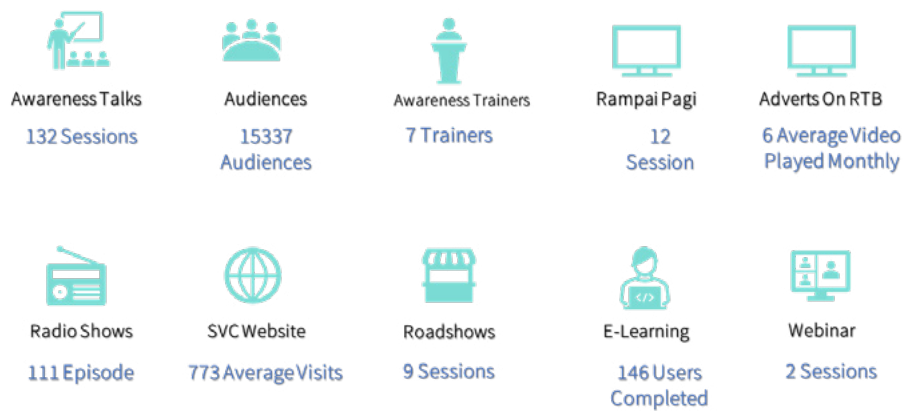 Awareness Talks
Audiences
Awareness Trainers
Rampai Pagi
Adverts On RTB
132 Sessions
15337
Audiences
7 Trainers
12
Session
6 Average Video
Played Monthly
Radio Shows
SVC Website
Roadshows
E-Learning
Webinar
111 Episode
773 Average Visits
9 Sessions
146 Users
Completed
2 Sessions